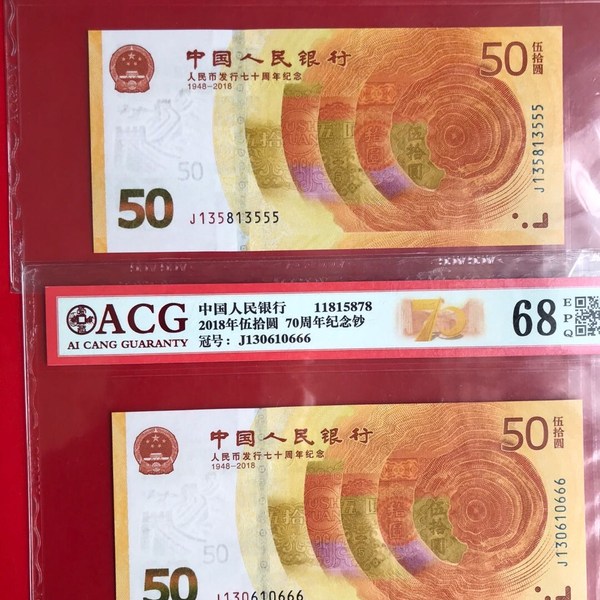 中国人民银行
人民币发行七十周年纪念
1948-2018
50 伍拾圆
50
伍拾圆
50
J135813555
J135813555
ACG
AI CANG GUARANTY
中国人民银行 11815878
2018年伍拾圆 70周年纪念钞
冠号: J130610666
70
68 EPQ
中国人民银行
人民币发行七十周年纪念
1948-2018
50 伍拾圆
50
伍拾圆
50
J130610666
J130610666